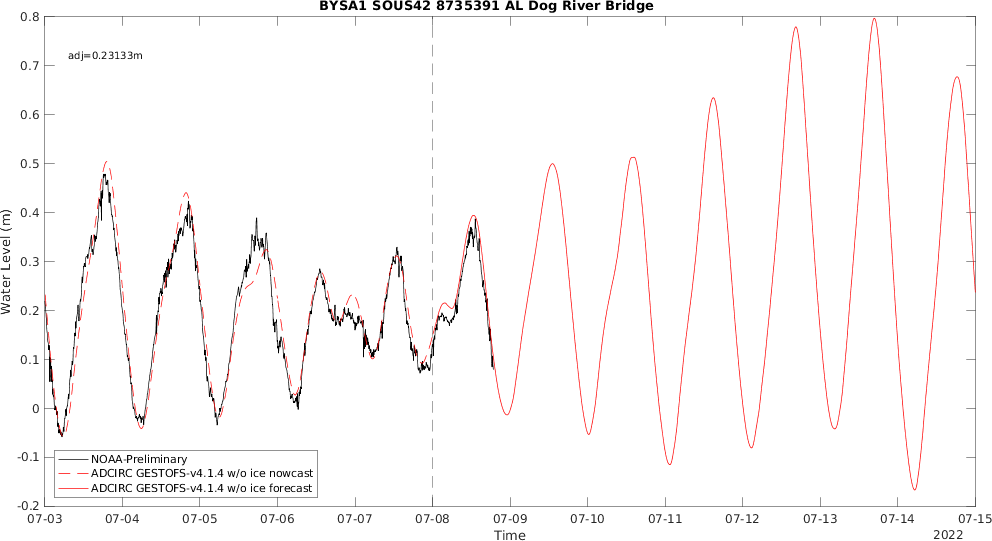 BYSA1 SOUS42 8735391 AL Dog River Bridge
adj=0.23133m
0.8
0.7
0.6
0.5
0.4
0.3
0.2
0.1
0
-0.1
-0.2
Water Level (m)
NOAA-Preliminary
ADCIRC GESTOFS-v4.1.4 w/o ice nowcast
ADCIRC GESTOFS-v4.1.4 w/o ice forecast
07-03 07-04 07-05 07-06 07-07 07-08 07-09 07-10 07-11 07-12 07-13 07-14 07-15
Time
2022